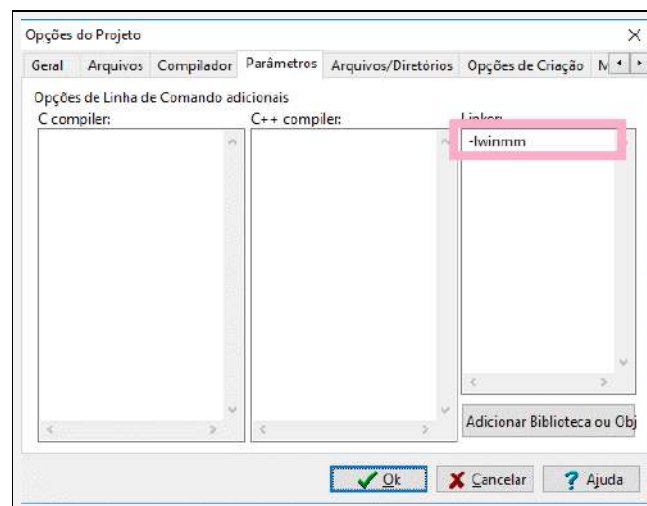 Opções do Projeto
Geral Arquivos Compilador Parâmetros Arquivos/Diretórios Opções de Criação
Opções de Linha de Comando adicionais
C compiler: C++ compiler: Linker:
-lwinmm
Adicionar Biblioteca ou Obj
Ok Cancelar Ajuda